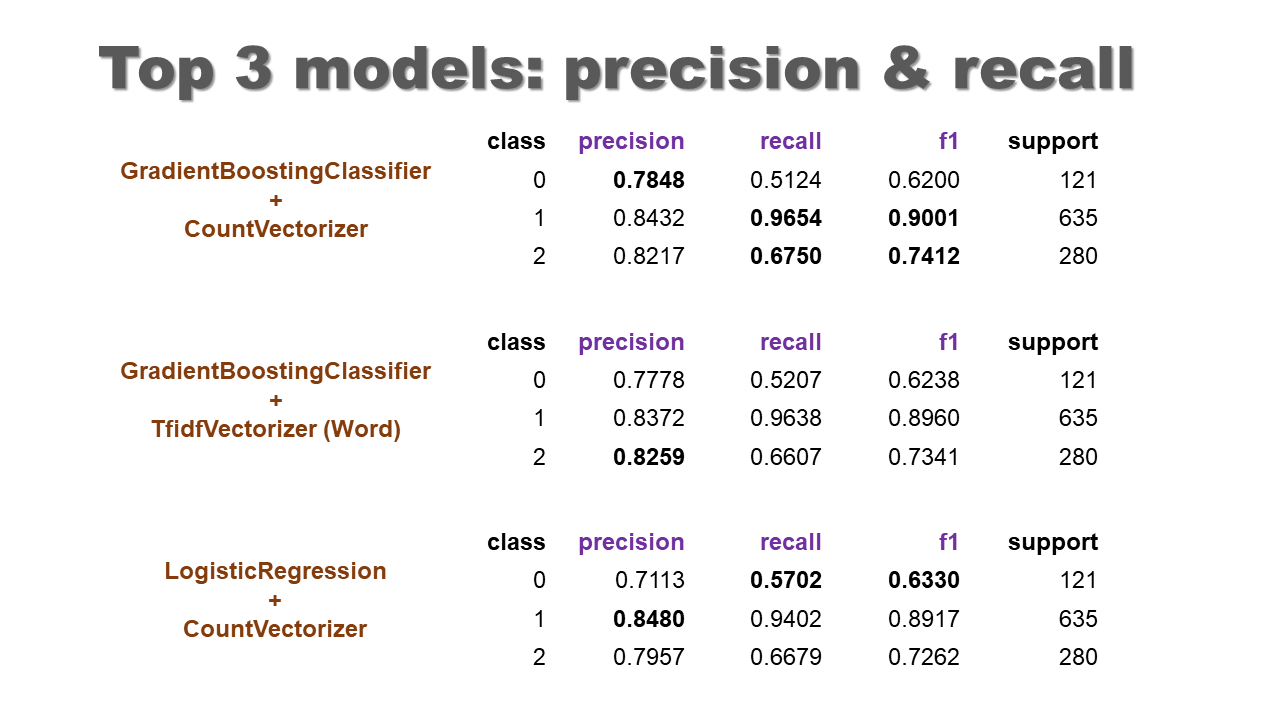 Top 3 models: precision & recall
class precision recall f1 support
GradientBoostingClassifier
+
CountVectorizer
0 0.7848 0.5124 0.6200 121
1 0.8432 0.9654 0.9001 635
2 0.8217 0.6750 0.7412 280
class precision recall f1 support
GradientBoostingClassifier
+
TfidfVectorizer (Word)
0 0.7778 0.5207 0.6238 121
1 0.8372 0.9638 0.8960 635
2 0.8259 0.6607 0.7341 280
class precision recall f1 support
LogisticRegression
+
CountVectorizer
0 0.7113 0.5702 0.6330 121
1 0.8480 0.9402 0.8917 635
2 0.7957 0.6679 0.7262 280